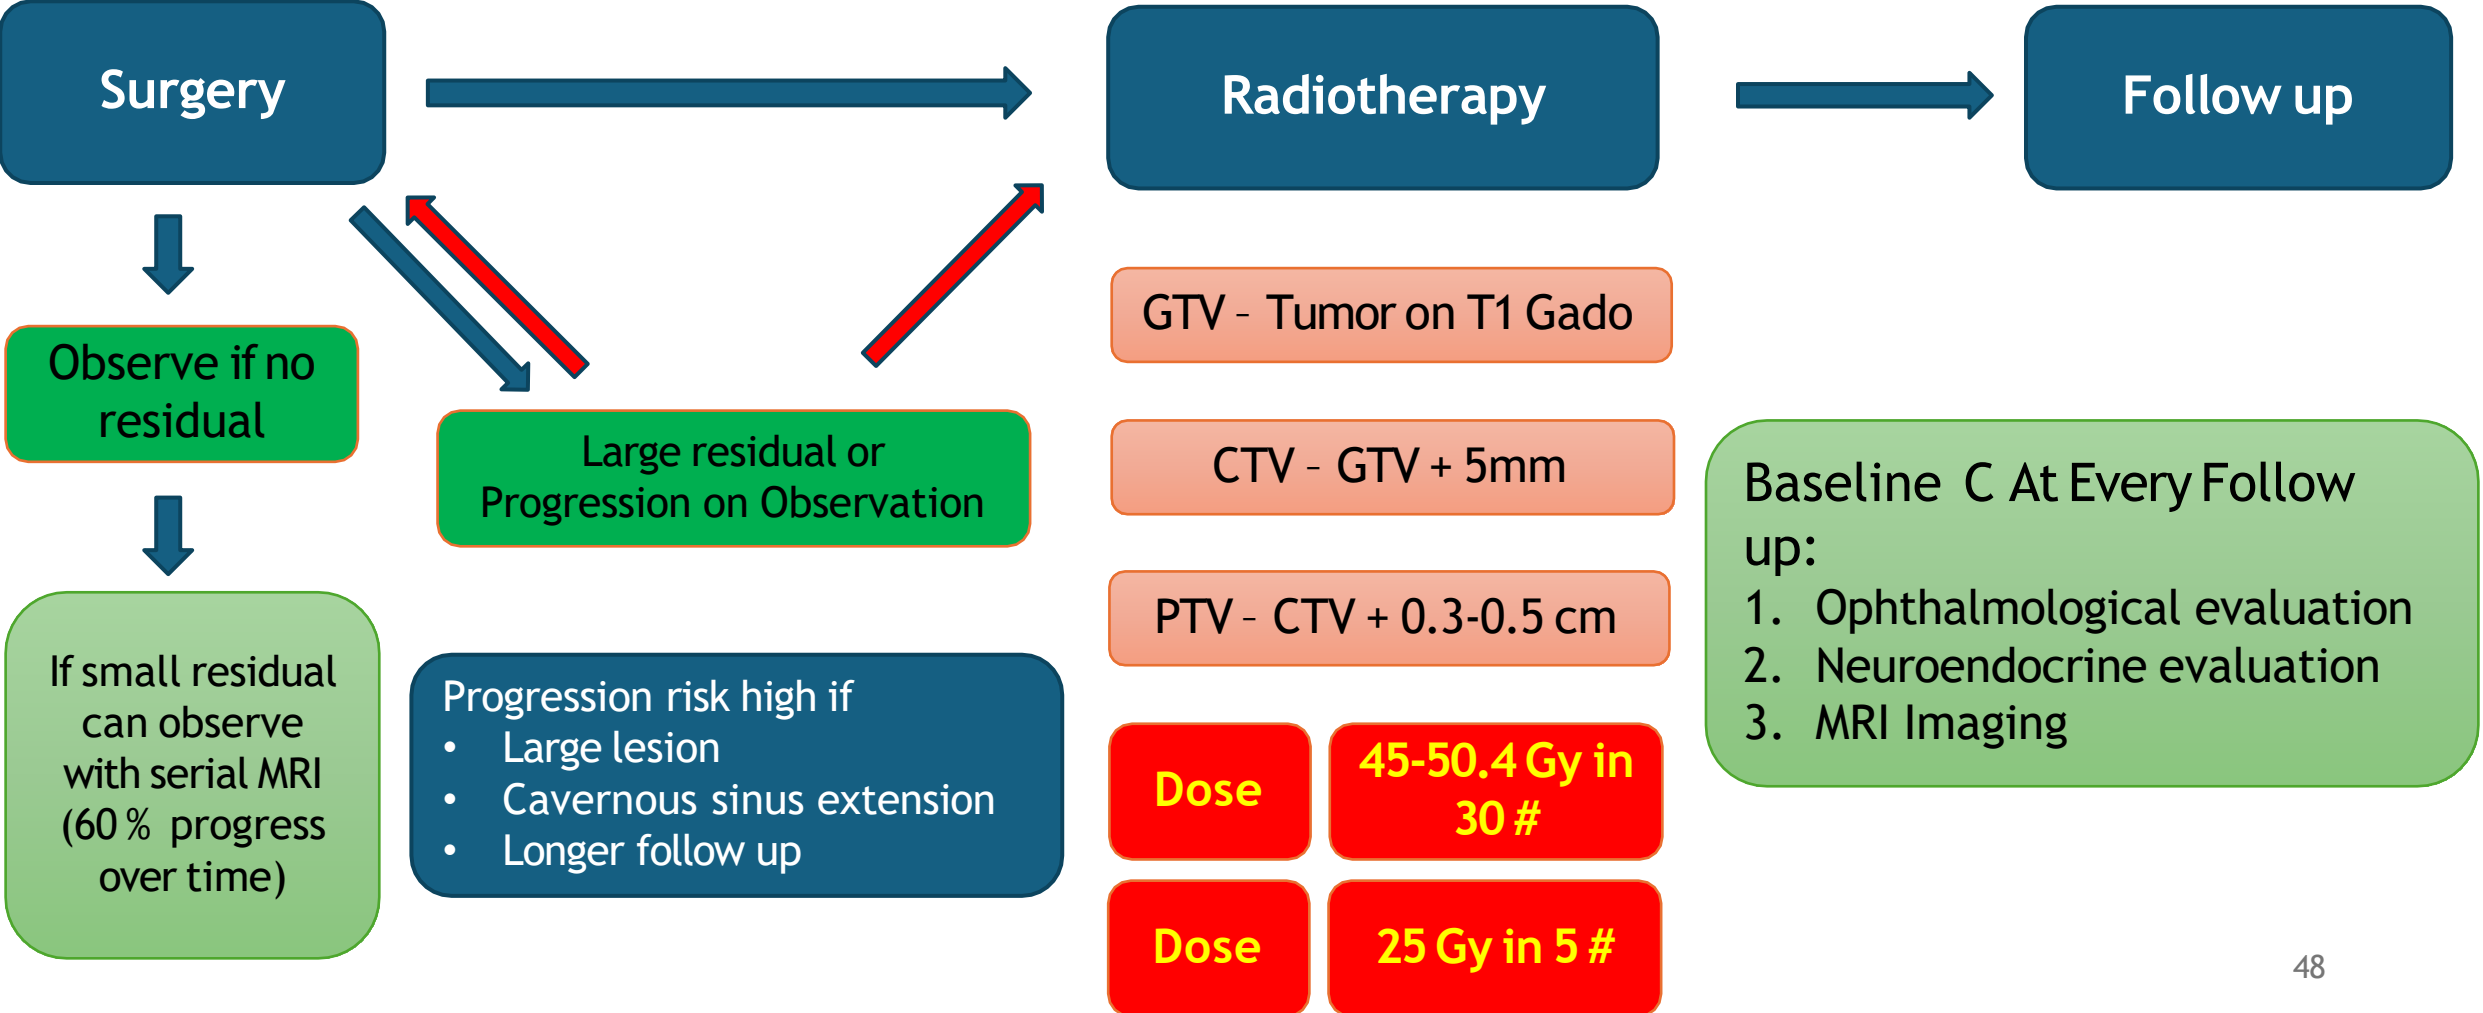 Surgery
Radiotherapy
Follow up
Observe if no
residual
If small residual
can observe
with serial MRI
(60% progress
over time)
Large residual or
Progression on Observation
Progression risk high if
• Large lesion
• Cavernous sinus extension
• Longer follow up
GTV – Tumor on T1 Gado
CTV – GTV + 5mm
PTV – CTV + 0.3-0.5 cm
Dose
45-50.4 Gy in
30 #
Dose
25 Gy in 5 #
Baseline C At Every Follow
up:
1. Ophthalmological evaluation
2. Neuroendocrine evaluation
3. MRI Imaging
48